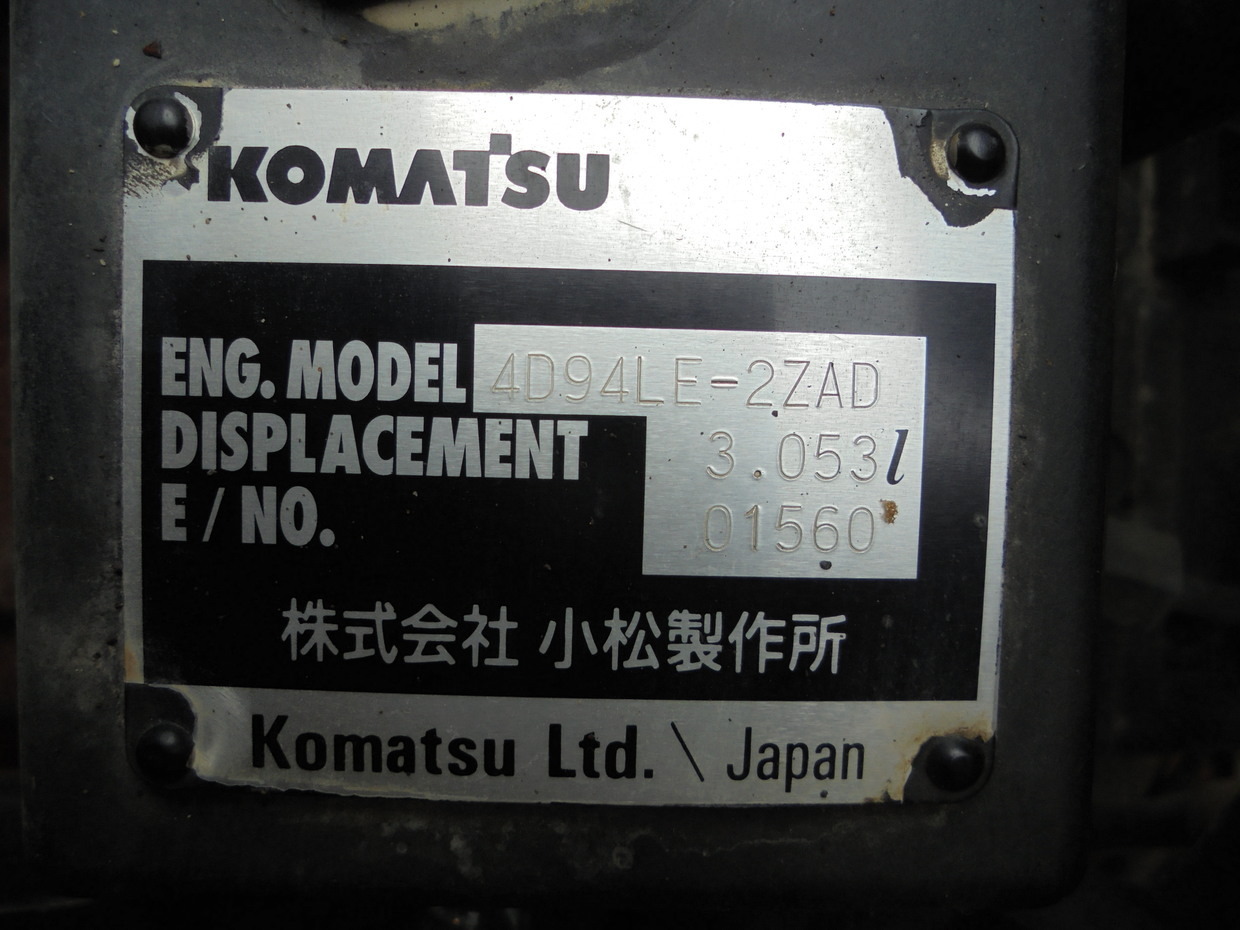 KOMATSU
ENG. MODEL 4D94LE-2ZAD
DISPLACEMENT 3.053l
E / NO. 01560
株式会社 小松製作所
Komatsu Ltd. \ Japan